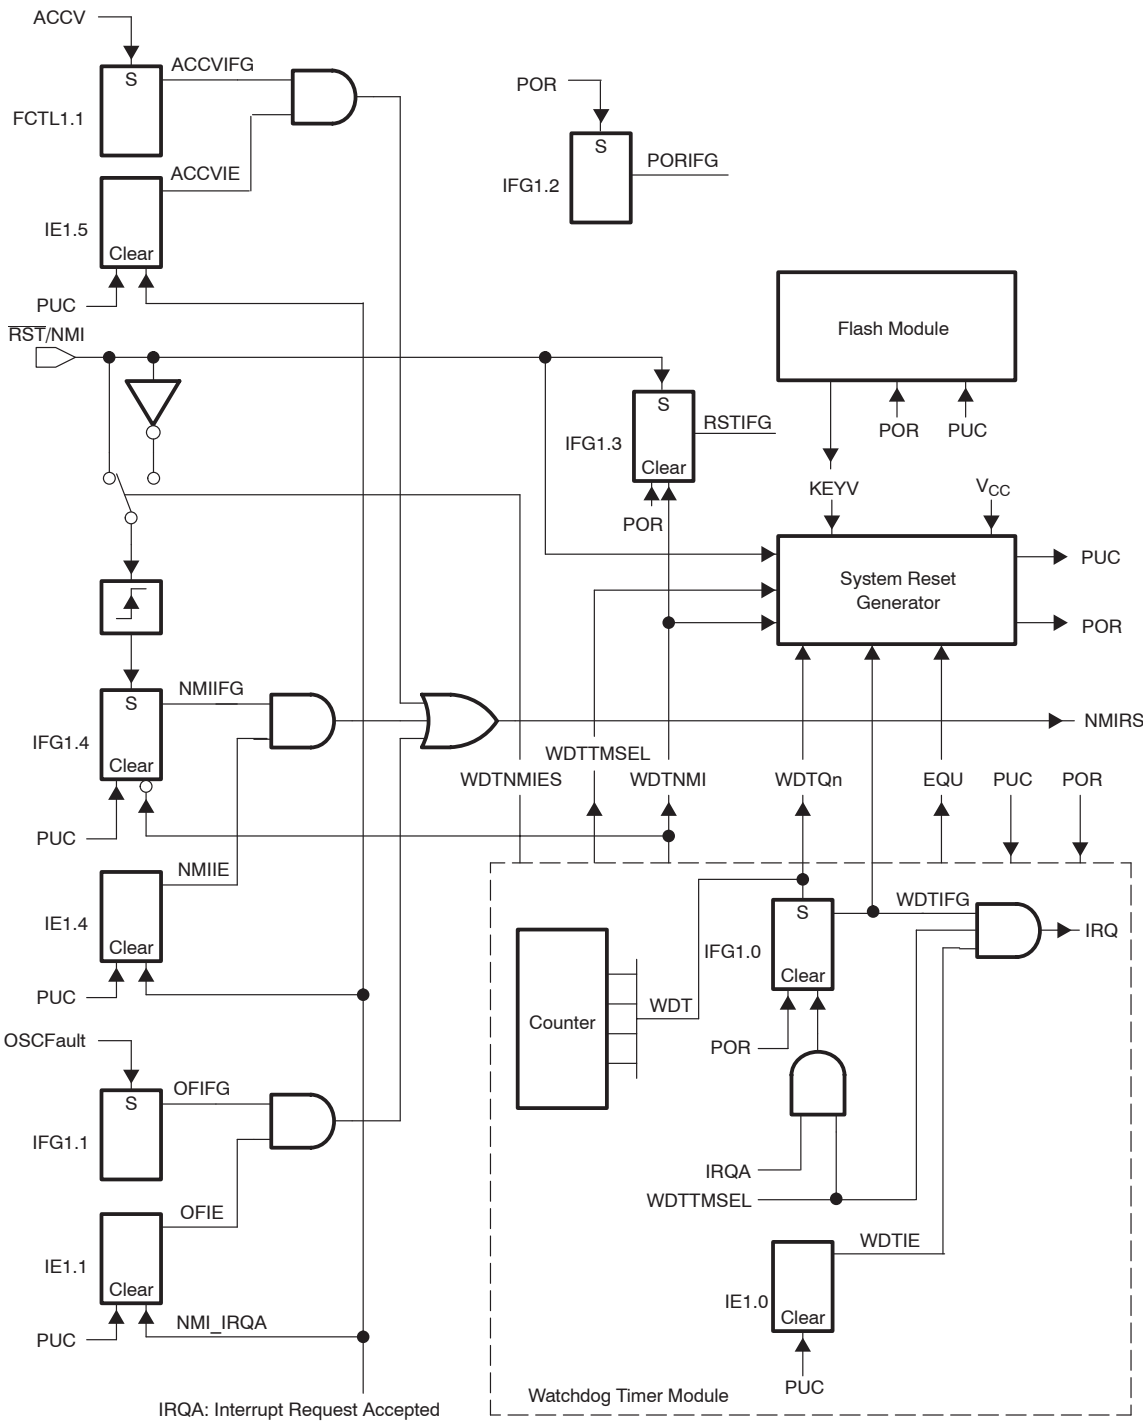 ACCV
S
ACCVIFG
FCTL1.1
ACCVIE
IE1.5
Clear
PUC
POR
S
PORIFG
IFG1.2
RST/NMI
Flash Module
POR
PUC
KEYV
VCC
S
RSTIFG
IFG1.3
Clear
POR
System Reset
Generator
PUC
POR
S
NMIIFG
IFG1.4
Clear
PUC
NMIRS
WDTTMSEL
WDTNMIES
WDTNMI
WDTQn
EQU
PUC
POR
NMIIE
IE1.4
Clear
PUC
S
WDTIFG
IRQ
IFG1.0
Clear
Counter
WDT
POR
IRQA
WDTTMSEL
WDTIE
IE1.0
Clear
PUC
OSCFault
S
OFIFG
IFG1.1
OFIE
IE1.1
Clear
NMI_IRQA
PUC
Watchdog Timer Module
IRQA: Interrupt Request Accepted